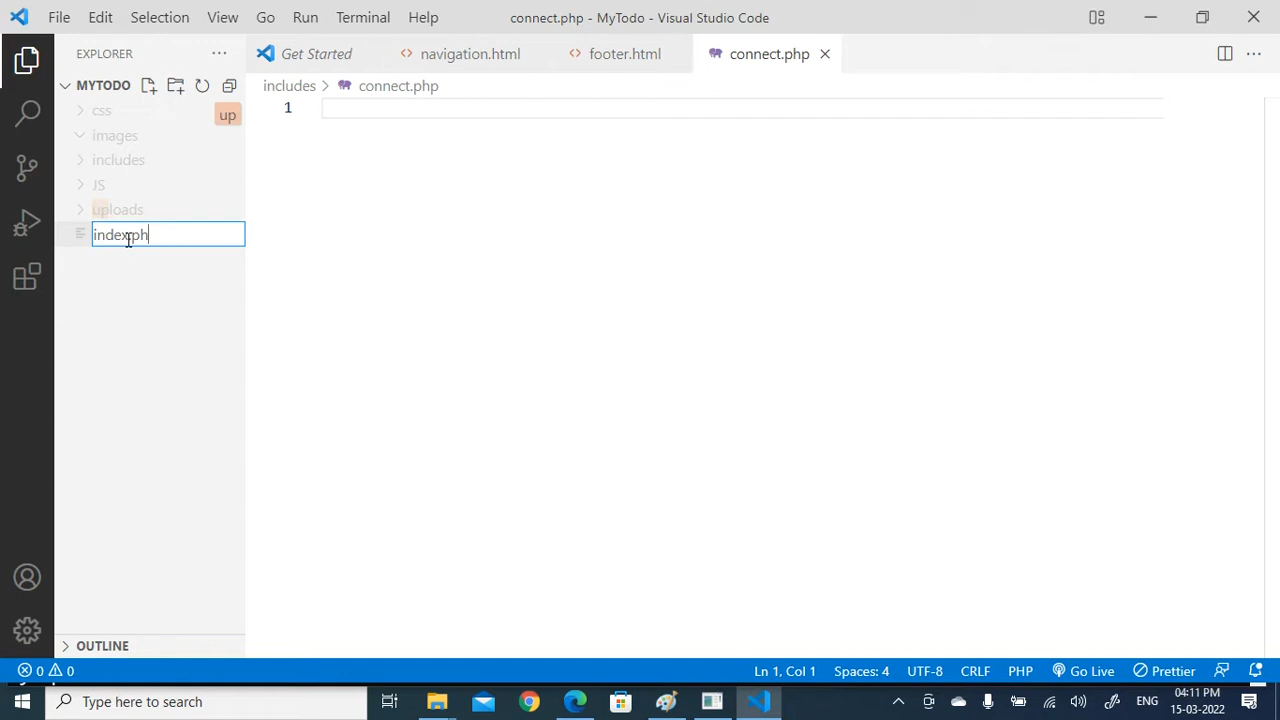 File Edit Selection View Go Run Terminal Help connect.php - MyTodo - Visual Studio Code
EXPLORER ... Get Started navigation.html footer.html connect.php
MYTODO includes > connect.php
css up
1
images
includes
JS
uploads
index.ph
OUTLINE
0 0 Ln 1, Col 1 Spaces: 4 UTF-8 CRLF PHP Go Live Prettier
Type here to search ENG 04:11 PM
15-03-2022